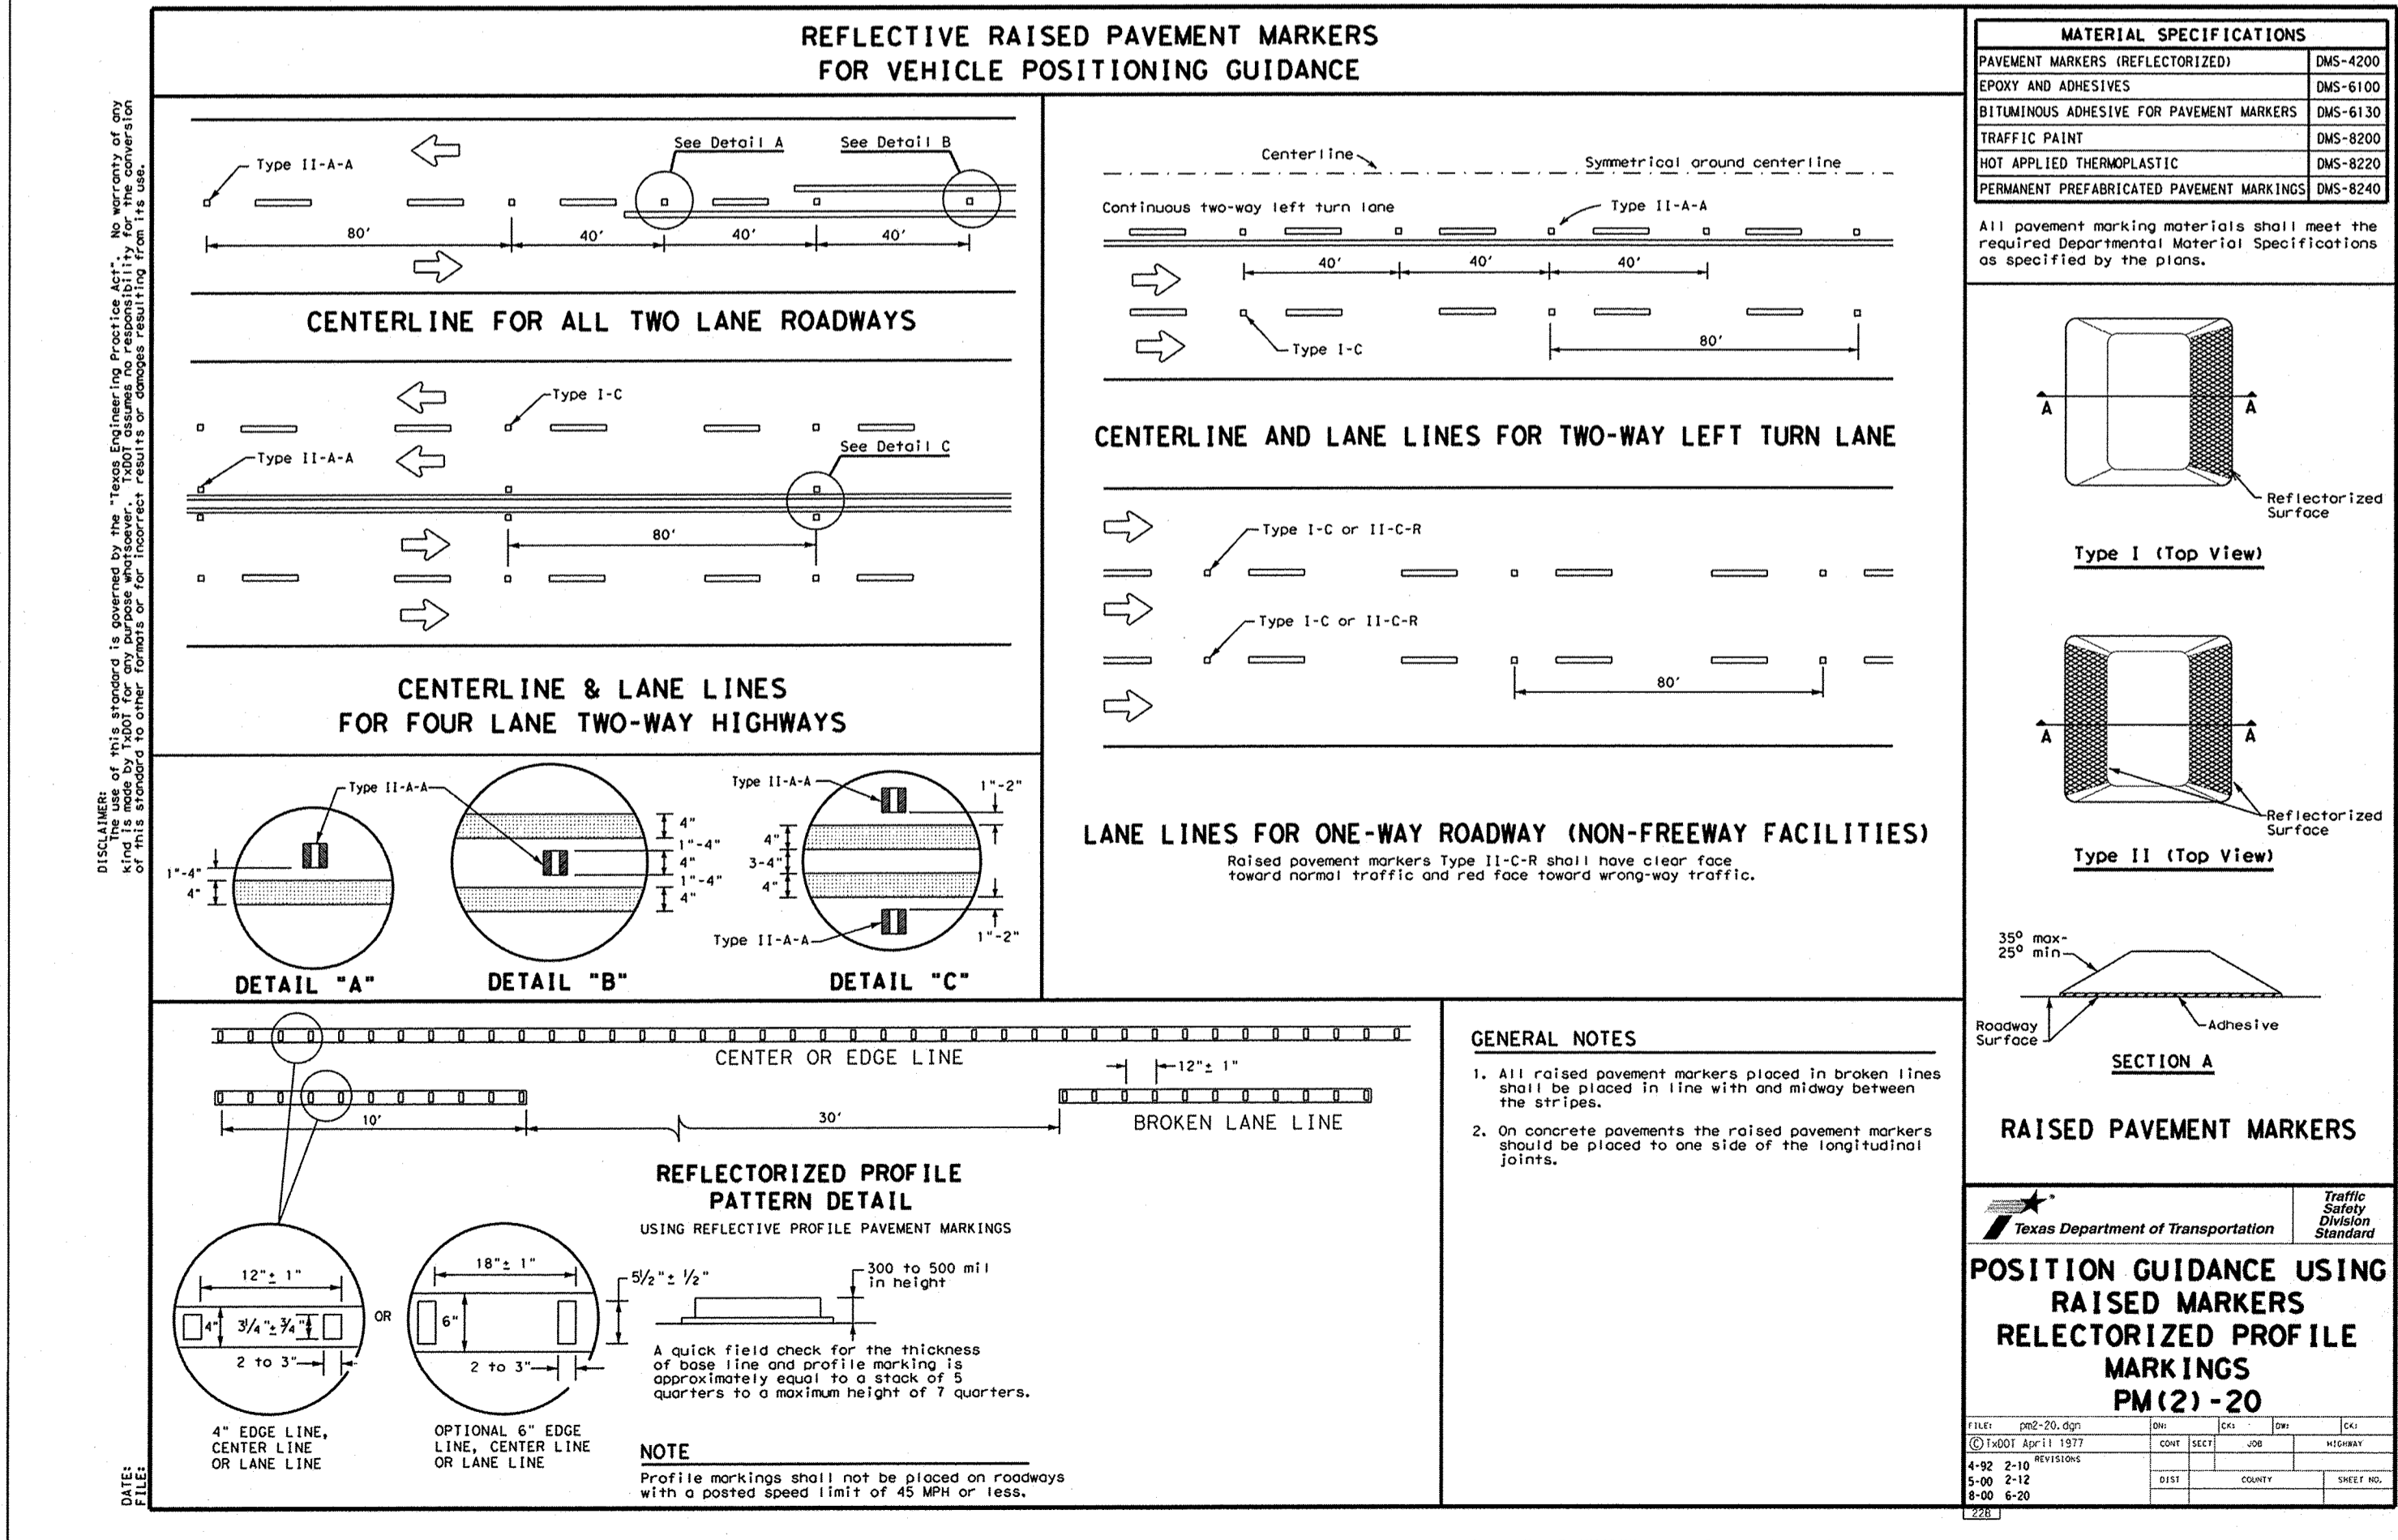 REFLECTIVE RAISED PAVEMENT MARKERS
FOR VEHICLE POSITIONING GUIDANCE
DISCLAIMER:
The use of this standard is governed by the "Texas Engineering Practice Act". No warranty of any
kind is made by TxDOT for any purpose whatsoever. TxDOT assumes no responsibility for the conversion
of this standard to other formats or for incorrect results or damages resulting from its use.
DATE:
FILE:
Type II-A-A
See Detail A
See Detail B
80'
40'
40'
40'
CENTERLINE FOR ALL TWO LANE ROADWAYS
Type I-C
Type II-A-A
See Detail C
80'
CENTERLINE & LANE LINES
FOR FOUR LANE TWO-WAY HIGHWAYS
Type II-A-A
1"-4"
4"
DETAIL "A"
4"
1"-4"
4"
1"-4"
4"
DETAIL "B"
Type II-A-A
1"-2"
4"
3-4"
4"
Type II-A-A
1"-2"
DETAIL "C"
Centerline
Symmetrical around centerline
Continuous two-way left turn lane
Type II-A-A
40'
40'
40'
Type I-C
80'
CENTERLINE AND LANE LINES FOR TWO-WAY LEFT TURN LANE
Type I-C or II-C-R
Type I-C or II-C-R
80'
LANE LINES FOR ONE-WAY ROADWAY (NON-FREEWAY FACILITIES)
Raised pavement markers Type II-C-R shall have clear face
toward normal traffic and red face toward wrong-way traffic.
CENTER OR EDGE LINE
12"± 1"
10'
30'
BROKEN LANE LINE
REFLECTORIZED PROFILE
PATTERN DETAIL
USING REFLECTIVE PROFILE PAVEMENT MARKINGS
12"± 1"
4"
3¼"± ¾"
2 to 3"
OR
18"± 1"
6"
2 to 3"
5½"± ½"
4" EDGE LINE,
CENTER LINE
OR LANE LINE
OPTIONAL 6" EDGE
LINE, CENTER LINE
OR LANE LINE
300 to 500 mil
in height
A quick field check for the thickness
of base line and profile marking is
approximately equal to a stack of 5
quarters to a maximum height of 7 quarters.
NOTE
Profile markings shall not be placed on roadways
with a posted speed limit of 45 MPH or less.
GENERAL NOTES
1. All raised pavement markers placed in broken lines
shall be placed in line with and midway between
the stripes.
2. On concrete pavements the raised pavement markers
should be placed to one side of the longitudinal
joints.
MATERIAL SPECIFICATIONS
PAVEMENT MARKERS (REFLECTORIZED) DMS-4200
EPOXY AND ADHESIVES DMS-6100
BITUMINOUS ADHESIVE FOR PAVEMENT MARKERS DMS-6130
TRAFFIC PAINT DMS-8200
HOT APPLIED THERMOPLASTIC DMS-8220
PERMANENT PREFABRICATED PAVEMENT MARKINGS DMS-8240
All pavement marking materials shall meet the
required Departmental Material Specifications
as specified by the plans.
A
A
Reflectorized
Surface
Type I (Top View)
A
A
Reflectorized
Surface
Type II (Top View)
35° max-
25° min
Roadway
Surface
Adhesive
SECTION A
RAISED PAVEMENT MARKERS
Texas Department of Transportation
Traffic
Safety
Division
Standard
POSITION GUIDANCE USING
RAISED MARKERS
RELECTORIZED PROFILE
MARKINGS
PM(2)-20
FILE: pm2-20.dgn DN: CK: DW: CK:
© TxDOT April 1977 CONT SECT JOB HIGHWAY
REVISIONS
4-92 2-10
5-00 2-12
8-00 6-20
DIST COUNTY SHEET NO.
22B